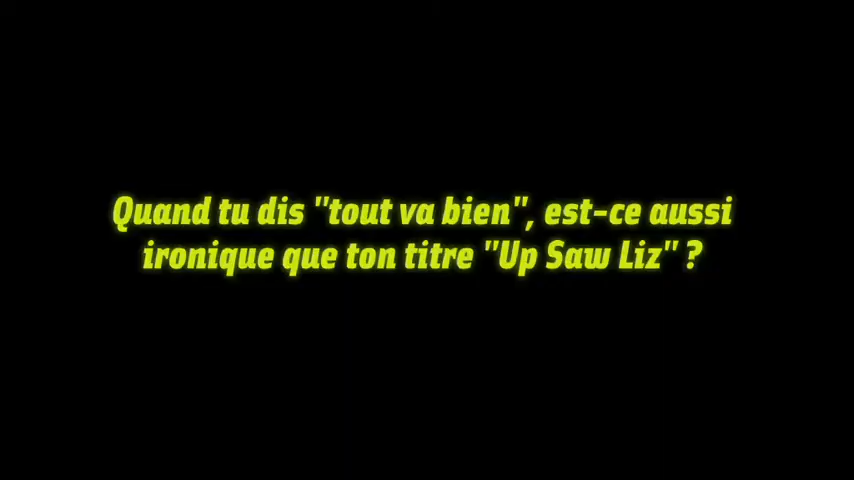 Quand tu dis "tout va bien", est-ce aussi
ironique que ton titre "Up Saw Liz" ?